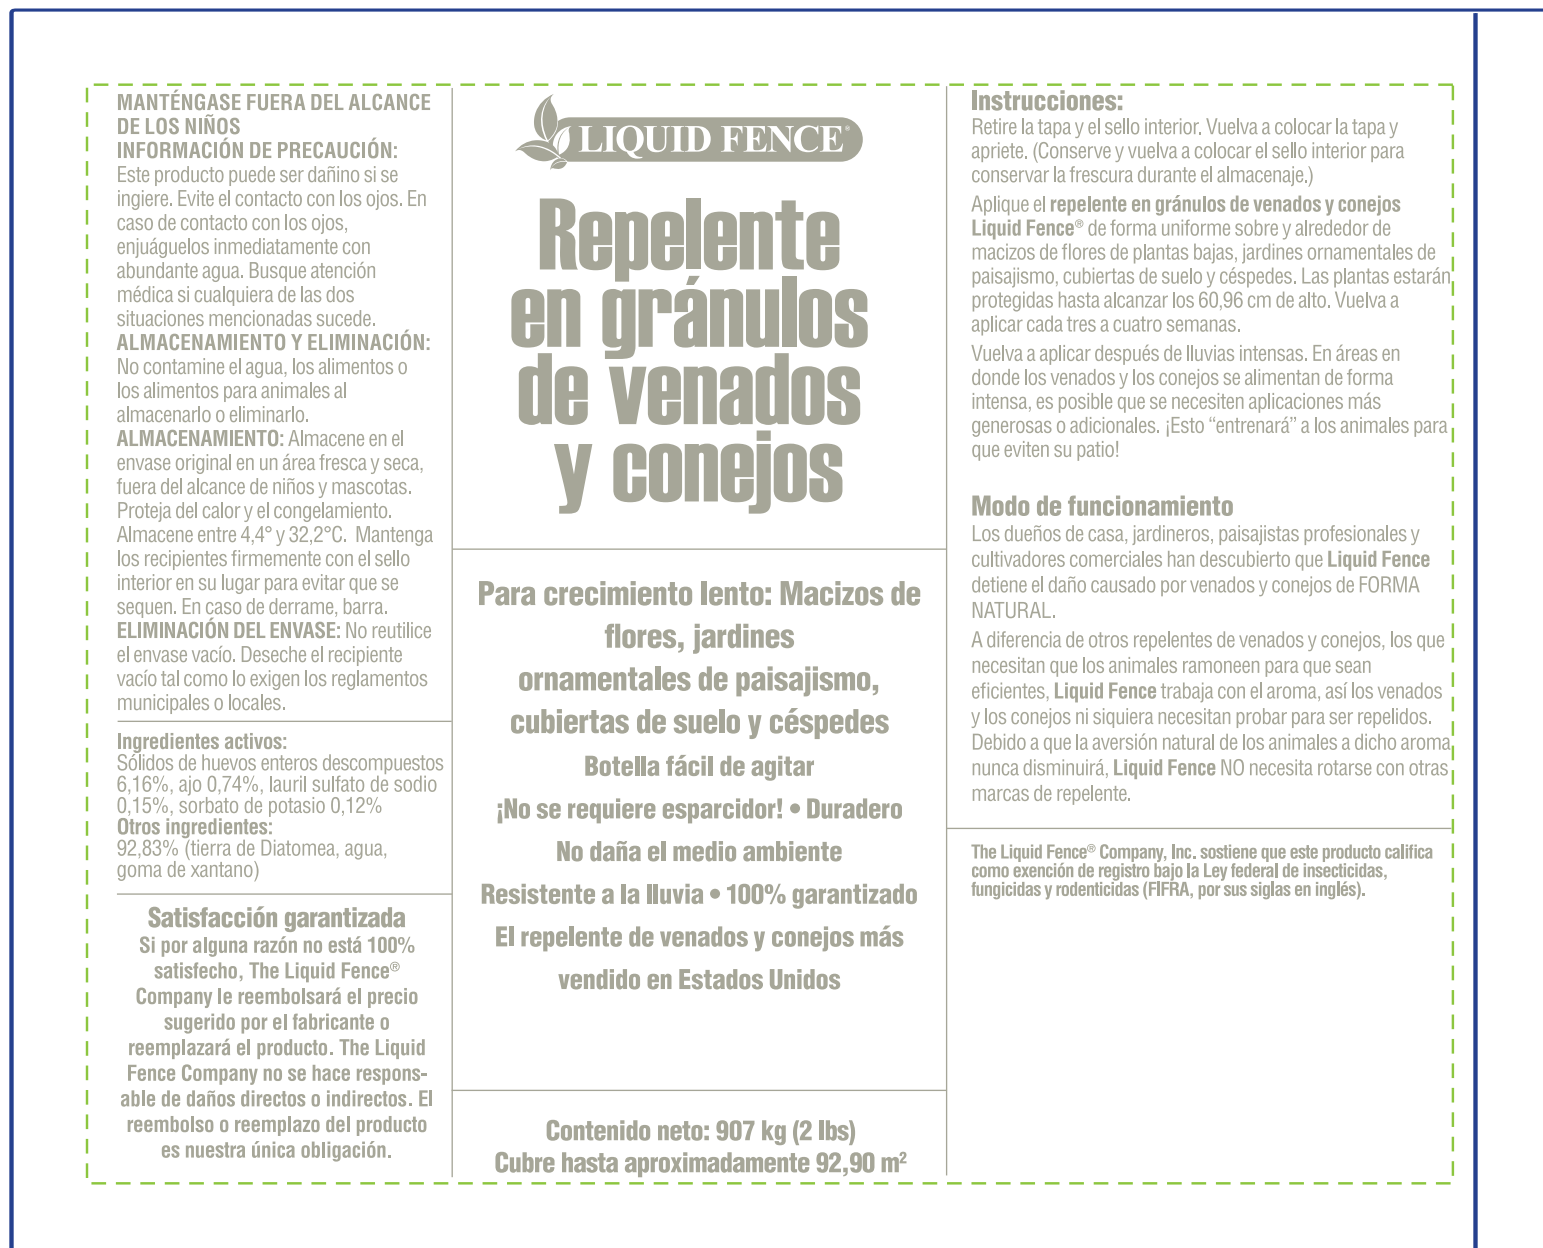 MANTÉNGASE FUERA DEL ALCANCE
DE LOS NIÑOS
INFORMACIÓN DE PRECAUCIÓN:
Este producto puede ser dañino si se
ingiere. Evite el contacto con los ojos. En
caso de contacto con los ojos,
enjuáguelos inmediatamente con
abundante agua. Busque atención
médica si cualquiera de las dos
situaciones mencionadas sucede.
ALMACENAMIENTO Y ELIMINACIÓN:
No contamine el agua, los alimentos o
los alimentos para animales al
almacenarlo o eliminarlo.
ALMACENAMIENTO: Almacene en el
envase original en un área fresca y seca,
fuera del alcance de niños y mascotas.
Proteja del calor y el congelamiento.
Almacene entre 4,4° y 32,2°C. Mantenga
los recipientes firmemente con el sello
interior en su lugar para evitar que se
sequen. En caso de derrame, barra.
ELIMINACIÓN DEL ENVASE: No reutilice
el envase vacío. Deseche el recipiente
vacío tal como lo exigen los reglamentos
municipales o locales.
Ingredientes activos:
Sólidos de huevos enteros descompuestos
6,16%, ajo 0,74%, lauril sulfato de sodio
0,15%, sorbato de potasio 0,12%
Otros ingredientes:
92,83% (tierra de Diatomea, agua,
goma de xantano)
Satisfacción garantizada
Si por alguna razón no está 100%
satisfecho, The Liquid Fence®
Company le reembolsará el precio
sugerido por el fabricante o
reemplazará el producto. The Liquid
Fence Company no se hace respons-
able de daños directos o indirectos. El
reembolso o reemplazo del producto
es nuestra única obligación.
LIQUID FENCE®
Repelente
en gránulos
de venados
y conejos
Para crecimiento lento: Macizos de
flores, jardines
ornamentales de paisajismo,
cubiertas de suelo y céspedes
Botella fácil de agitar
¡No se requiere esparcidor! • Duradero
No daña el medio ambiente
Resistente a la lluvia • 100% garantizado
El repelente de venados y conejos más
vendido en Estados Unidos
Contenido neto: 907 kg (2 lbs)
Cubre hasta aproximadamente 92,90 m²
Instrucciones:
Retire la tapa y el sello interior. Vuelva a colocar la tapa y
apriete. (Conserve y vuelva a colocar el sello interior para
conservar la frescura durante el almacenaje.)
Aplique el repelente en gránulos de venados y conejos
Liquid Fence® de forma uniforme sobre y alrededor de
macizos de flores de plantas bajas, jardines ornamentales de
paisajismo, cubiertas de suelo y céspedes. Las plantas estarán
protegidas hasta alcanzar los 60,96 cm de alto. Vuelva a
aplicar cada tres a cuatro semanas.
Vuelva a aplicar después de lluvias intensas. En áreas en
donde los venados y los conejos se alimentan de forma
intensa, es posible que se necesiten aplicaciones más
generosas o adicionales. ¡Esto “entrenará” a los animales para
que eviten su patio!
Modo de funcionamiento
Los dueños de casa, jardineros, paisajistas profesionales y
cultivadores comerciales han descubierto que Liquid Fence
detiene el daño causado por venados y conejos de FORMA
NATURAL.
A diferencia de otros repelentes de venados y conejos, los que
necesitan que los animales ramoneen para que sean
eficientes, Liquid Fence trabaja con el aroma, así los venados
y los conejos ni siquiera necesitan probar para ser repelidos.
Debido a que la aversión natural de los animales a dicho aroma
nunca disminuirá, Liquid Fence NO necesita rotarse con otras
marcas de repelente.
The Liquid Fence® Company, Inc. sostiene que este producto califica
como exención de registro bajo la Ley federal de insecticidas,
fungicidas y rodenticidas (FIFRA, por sus siglas en inglés).